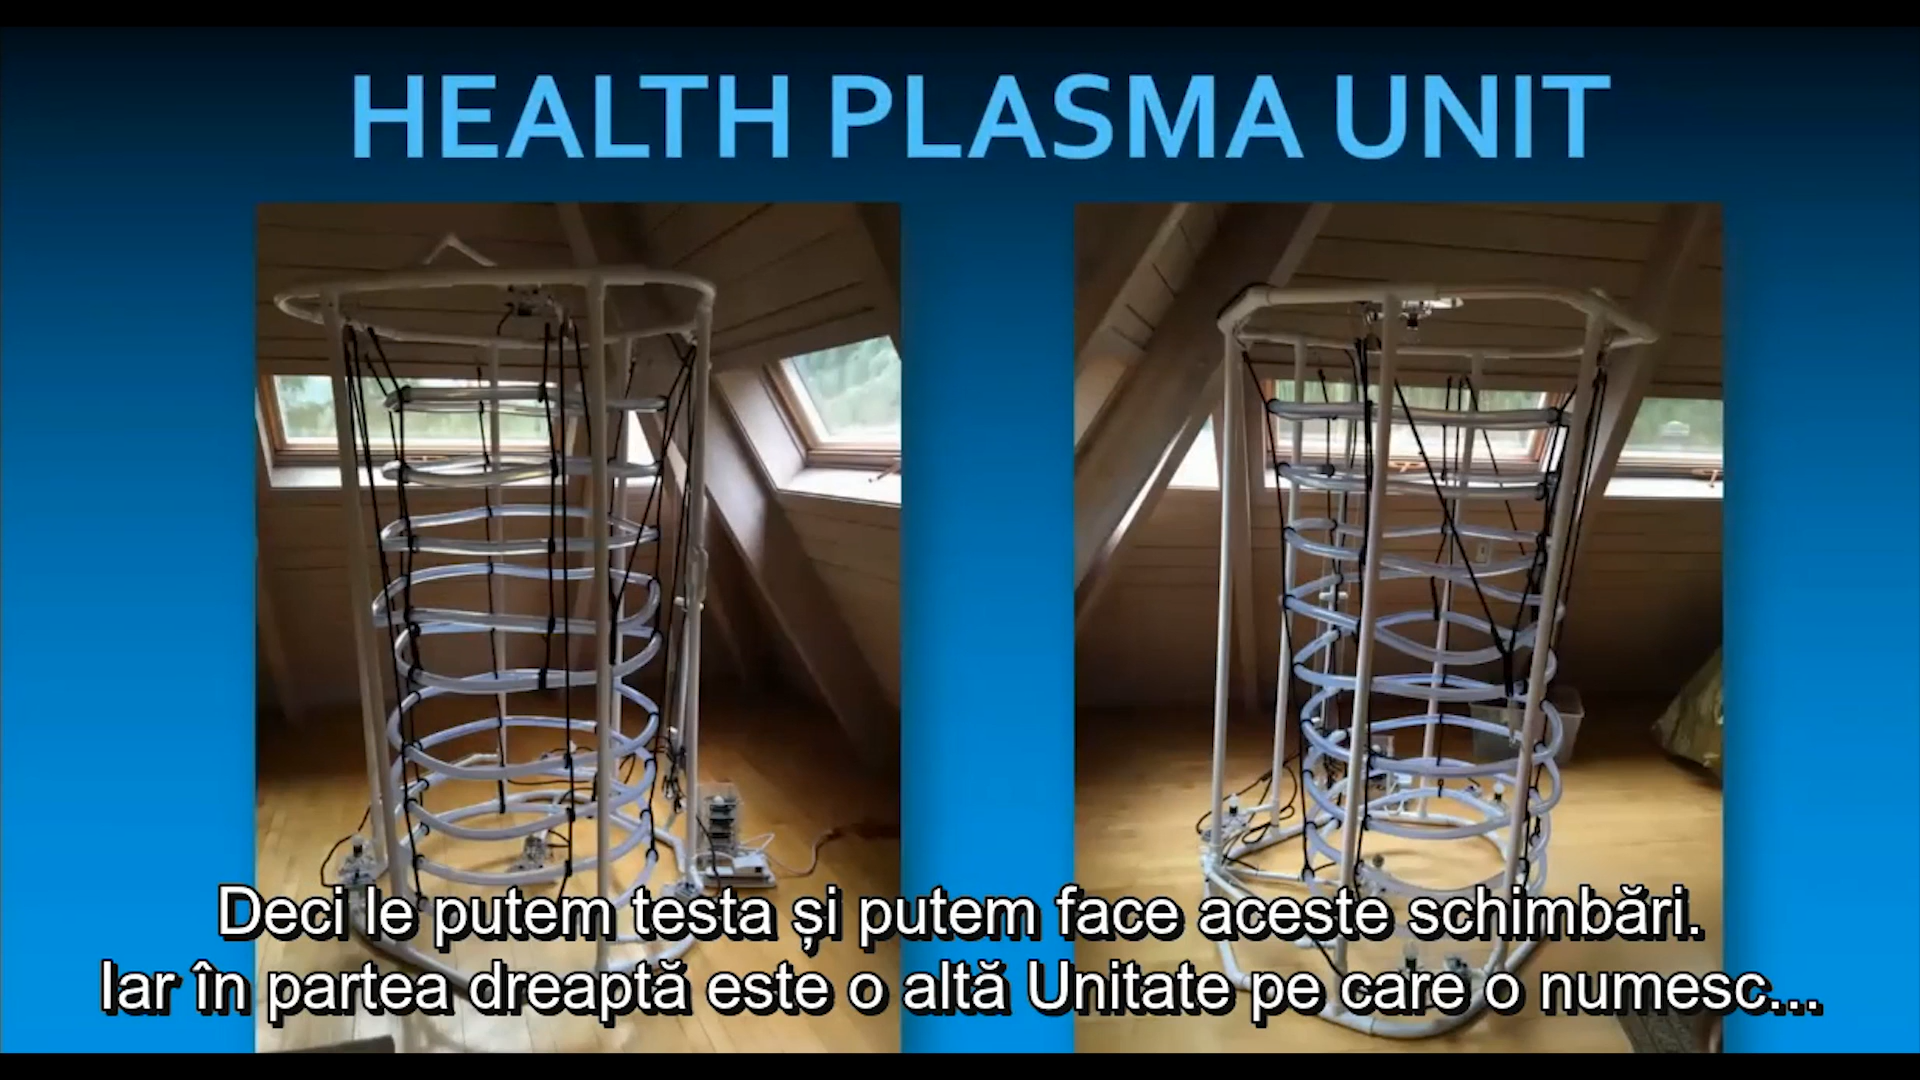 HEALTH PLASMA UNIT
Deci le putem testa și putem face aceste schimbări.
Iar în partea dreaptă este o altă Unitate pe care o numesc...